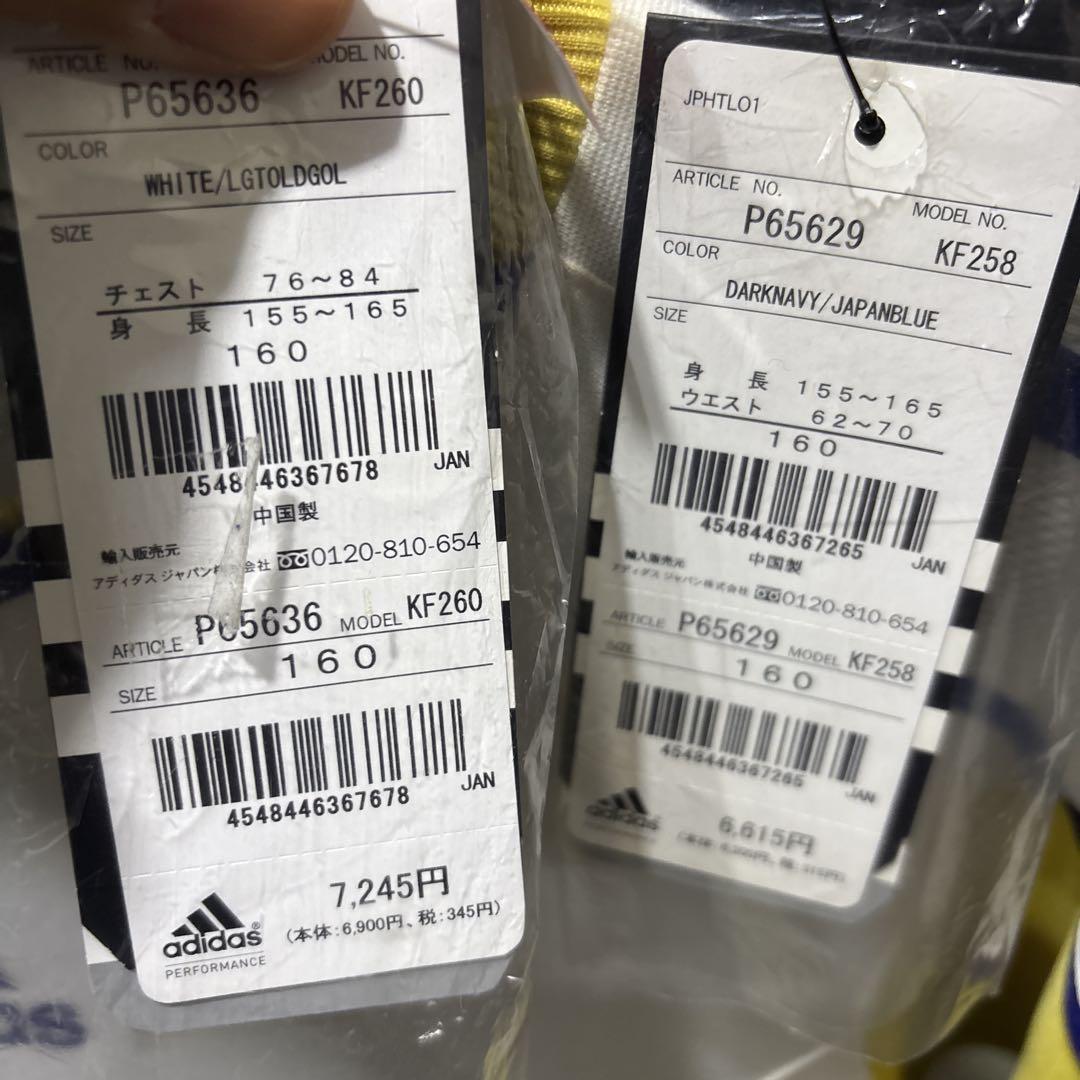 ARTICLE NO. MODEL NO.
P65636 KF260
COLOR
WHITE/LGTOLDGOL
SIZE
チェスト 76～84
身 長 155～165
160
4548446367678 JAN
中国製
輸入販売元
アディダス ジャパン株式会社 0120-810-654
ARTICLE P65636 MODEL KF260
SIZE 160
4548446367678 JAN
7,245円
(本体:6,900円、税:345円)
adidas®
PERFORMANCE
JPHTL01
ARTICLE NO. MODEL NO.
P65629 KF258
COLOR
DARKNAVY/JAPANBLUE
SIZE
身 長 155～165
ウエスト 62～70
160
4548446367265 JAN
中国製
輸入販売元
アディダス ジャパン株式会社 0120-810-654
ARTICLE P65629 MODEL KF258
SIZE 160
4548446367265 JAN
6,615円
adidas
PERFORMANCE